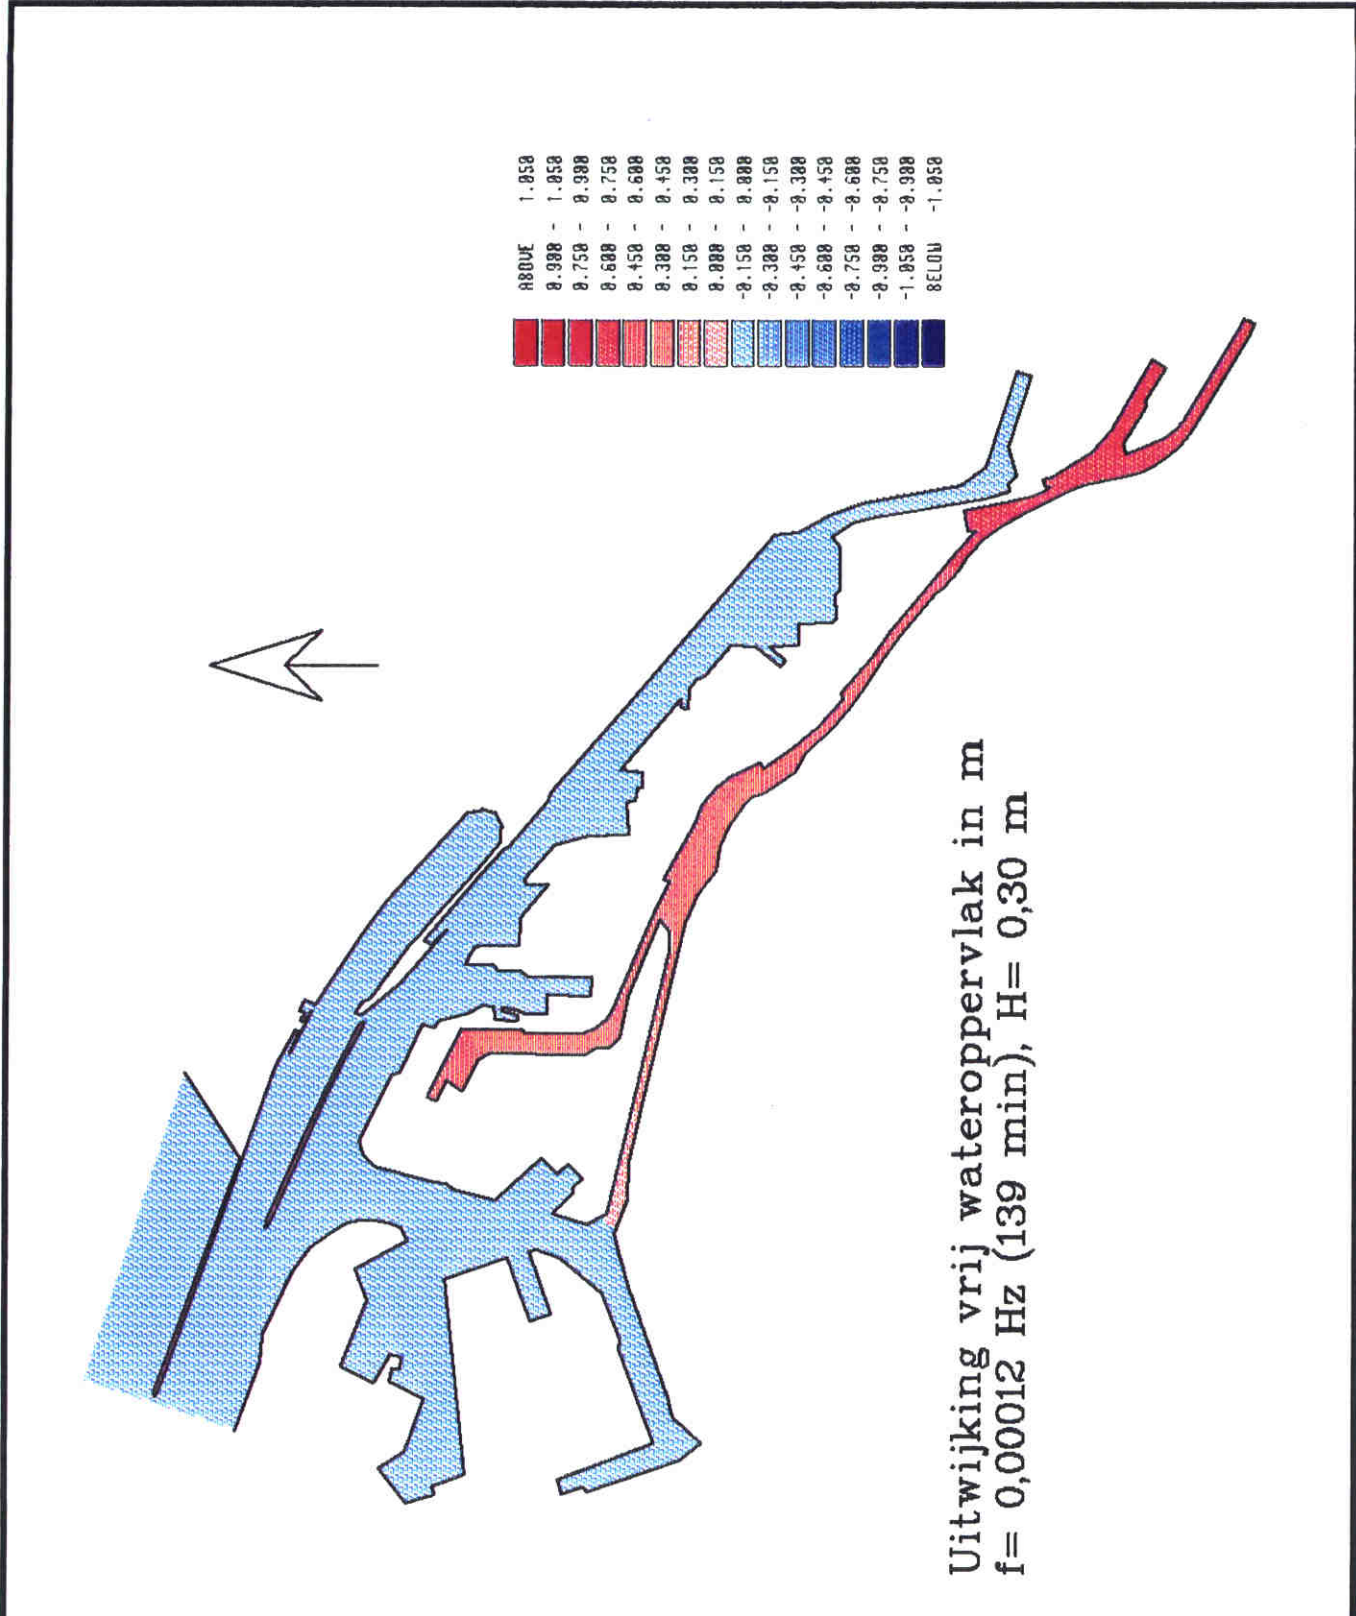 ABOVE 1.050
0.900 - 1.050
0.750 - 0.900
0.600 - 0.750
0.450 - 0.600
0.300 - 0.450
0.150 - 0.300
0.000 - 0.150
-0.150 - 0.000
-0.300 - -0.150
-0.450 - -0.300
-0.600 - -0.450
-0.750 - -0.600
-0.900 - -0.750
-1.050 - -0.900
BELOW -1.050
Uitwijking vrij wateroppervlak in m
f= 0,00012 Hz (139 min), H= 0,30 m